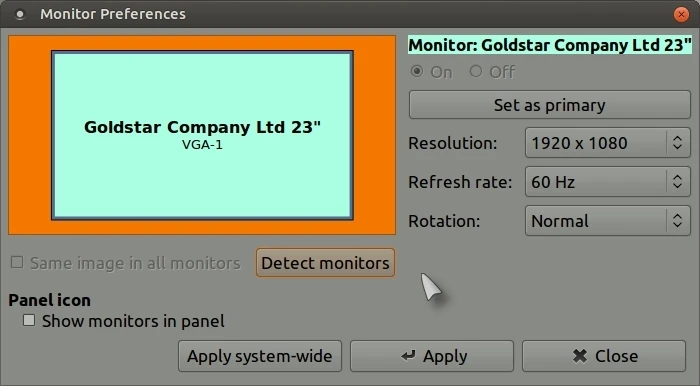 Monitor Preferences
Goldstar Company Ltd 23"
VGA-1
Monitor: Goldstar Company Ltd 23"
On Off
Set as primary
Resolution: 1920 x 1080
Refresh rate: 60 Hz
Rotation: Normal
Same image in all monitors Detect monitors
Panel icon
Show monitors in panel
Apply system-wide Apply Close